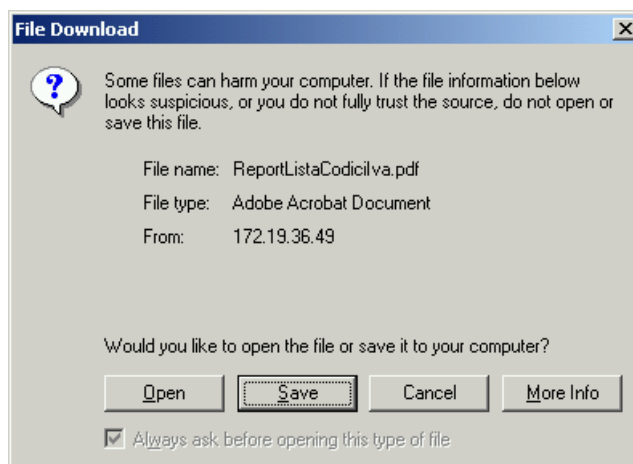 File Download
Some files can harm your computer. If the file information below
looks suspicious, or you do not fully trust the source, do not open or
save this file.
File name: ReportListaCodiciIva.pdf
File type: Adobe Acrobat Document
From: 172.19.36.49
Would you like to open the file or save it to your computer?
Open Save Cancel More Info
Always ask before opening this type of file